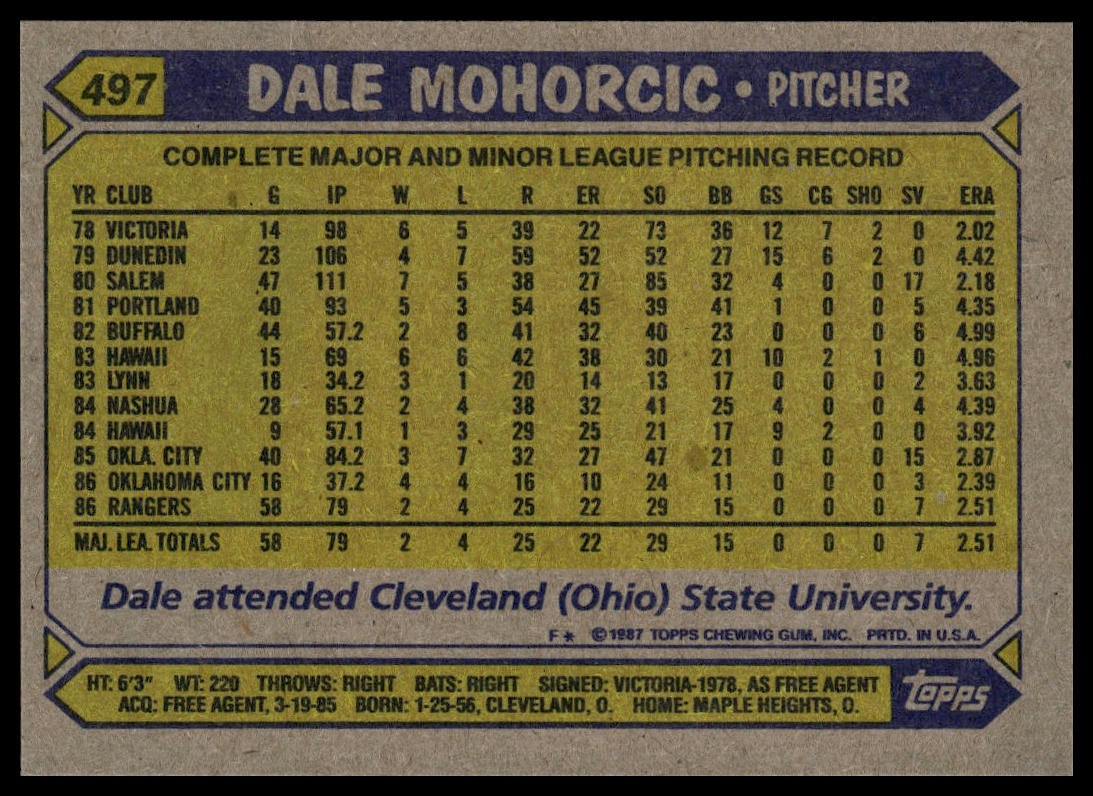 497 DALE MOHORCIC • PITCHER
COMPLETE MAJOR AND MINOR LEAGUE PITCHING RECORD
YR CLUB G IP W L R ER SO BB GS CG SHO SV ERA
78 VICTORIA 14 98 6 5 39 22 73 36 12 7 2 0 2.02
79 DUNEDIN 23 106 4 7 59 52 52 27 15 6 2 0 4.42
80 SALEM 47 111 7 5 38 27 85 32 4 0 0 17 2.18
81 PORTLAND 40 93 5 3 54 45 39 41 1 0 0 5 4.35
82 BUFFALO 44 57.2 2 8 41 32 40 23 0 0 0 6 4.99
83 HAWAII 15 69 6 6 42 38 30 21 10 2 1 0 4.96
83 LYNN 18 34.2 3 1 20 14 13 17 0 0 0 2 3.63
84 NASHUA 28 65.2 2 4 38 32 41 25 4 0 0 4 4.39
84 HAWAII 9 57.1 1 3 29 25 21 17 9 2 0 0 3.92
85 OKLA. CITY 40 84.2 3 7 32 27 47 21 0 0 0 15 2.87
86 OKLAHOMA CITY 16 37.2 4 4 16 10 24 11 0 0 0 3 2.39
86 RANGERS 58 79 2 4 25 22 29 15 0 0 0 7 2.51
MAJ. LEA. TOTALS 58 79 2 4 25 22 29 15 0 0 0 7 2.51
Dale attended Cleveland (Ohio) State University.
F* ©1987 TOPPS CHEWING GUM, INC. PRTD. IN U.S.A.
HT: 6'3" WT: 220 THROWS: RIGHT BATS: RIGHT SIGNED: VICTORIA-1978, AS FREE AGENT
ACQ: FREE AGENT, 3-19-85 BORN: 1-25-56, CLEVELAND, O. HOME: MAPLE HEIGHTS, O.
topps